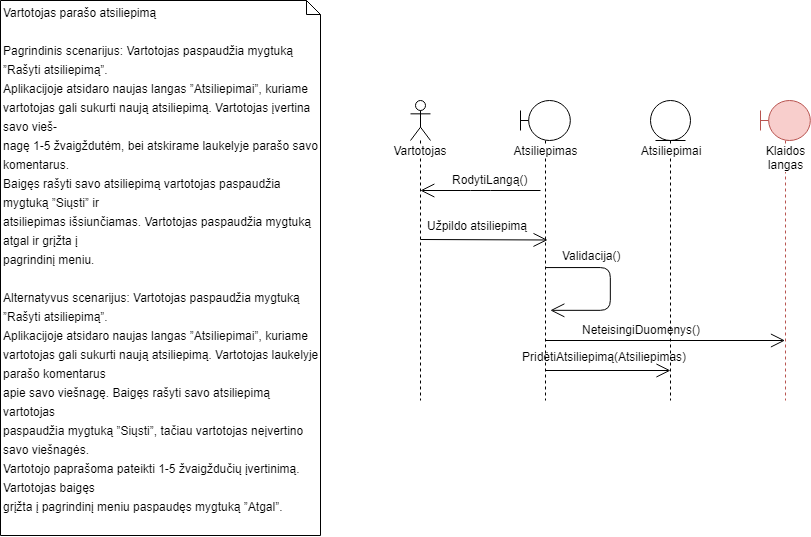 Vartotojas parašo atsiliepimą
Pagrindinis scenarijus: Vartotojas paspaudžia mygtuką
”Rašyti atsiliepimą”.
Aplikacijoje atsidaro naujas langas ”Atsiliepimai”, kuriame
vartotojas gali sukurti naują atsiliepimą. Vartotojas įvertina
savo vieš-
nagę 1-5 žvaigždutėm, bei atskirame laukelyje parašo savo
komentarus.
Baigęs rašyti savo atsiliepimą vartotojas paspaudžia
mygtuką ”Siųsti” ir
atsiliepimas išsiunčiamas. Vartotojas paspaudžia mygtuką
atgal ir grįžta į
pagrindinį meniu.
Alternatyvus scenarijus: Vartotojas paspaudžia mygtuką
”Rašyti atsiliepimą”.
Aplikacijoje atsidaro naujas langas ”Atsiliepimai”, kuriame
vartotojas gali sukurti naują atsiliepimą. Vartotojas laukelyje
parašo komentarus
apie savo viešnagę. Baigęs rašyti savo atsiliepimą
vartotojas
paspaudžia mygtuką ”Siųsti”, tačiau vartotojas neįvertino
savo viešnagės.
Vartotojo paprašoma pateikti 1-5 žvaigždučių įvertinimą.
Vartotojas baigęs
grįžta į pagrindinį meniu paspaudęs mygtuką ”Atgal”.
Vartotojas
Atsiliepimas
Atsiliepimai
Klaidos
langas
RodytiLangą()
Užpildo atsiliepimą
Validacija()
NeteisingiDuomenys()
PridėtiAtsiliepimą(Atsiliepimas)